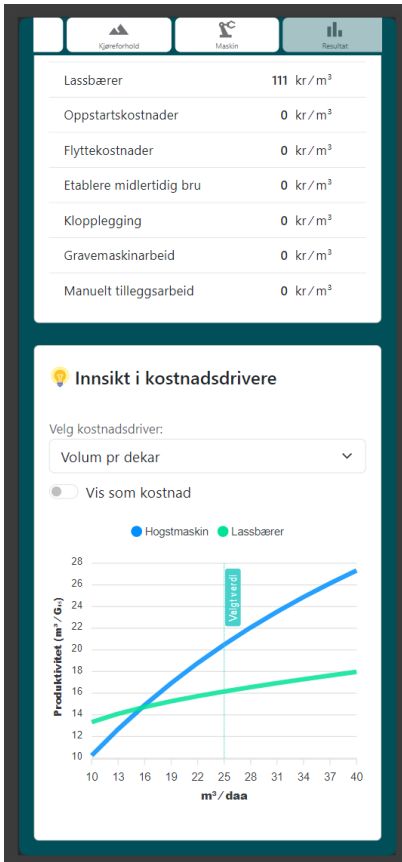 Kjøreforhold
Maskin
Resultat
Lassbærer 111 kr/m³
Oppstartskostnader 0 kr/m³
Flyttekostnader 0 kr/m³
Etablere midlertidig bru 0 kr/m³
Klopplegging 0 kr/m³
Gravemaskinarbeid 0 kr/m³
Manuelt tilleggsarbeid 0 kr/m³
Innsikt i kostnadsdrivere
Velg kostnadsdriver:
Volum pr dekar
Vis som kostnad
Hogstmaskin Lassbærer
Produktivitet (m³/G₁₅)
28
26
24
22
20
18
16
14
12
10
Valgt verdi
10 13 16 19 22 25 28 31 34 37 40
m³/daa